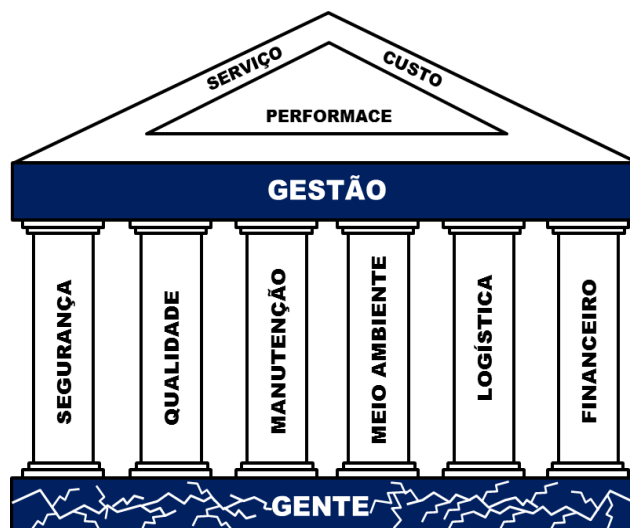 SERVIÇO
CUSTO
PERFORMACE
GESTÃO
SEGURANÇA
QUALIDADE
MANUTENÇÃO
MEIO AMBIENTE
LOGÍSTICA
FINANCEIRO
GENTE